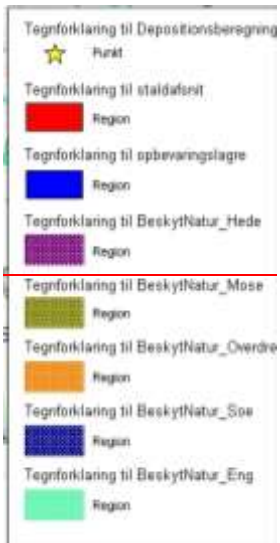 Tegnforklaring til Depositionsberegning
Punkt
Tegnforklaring til staldafsnit
Region
Tegnforklaring til opbevaringslagre
Region
Tegnforklaring til BeskytNatur_Hede
Region
Tegnforklaring til BeskytNatur_Mose
Region
Tegnforklaring til BeskytNatur_Overdre
Region
Tegnforklaring til BeskytNatur_Soe
Region
Tegnforklaring til BeskytNatur_Eng
Region